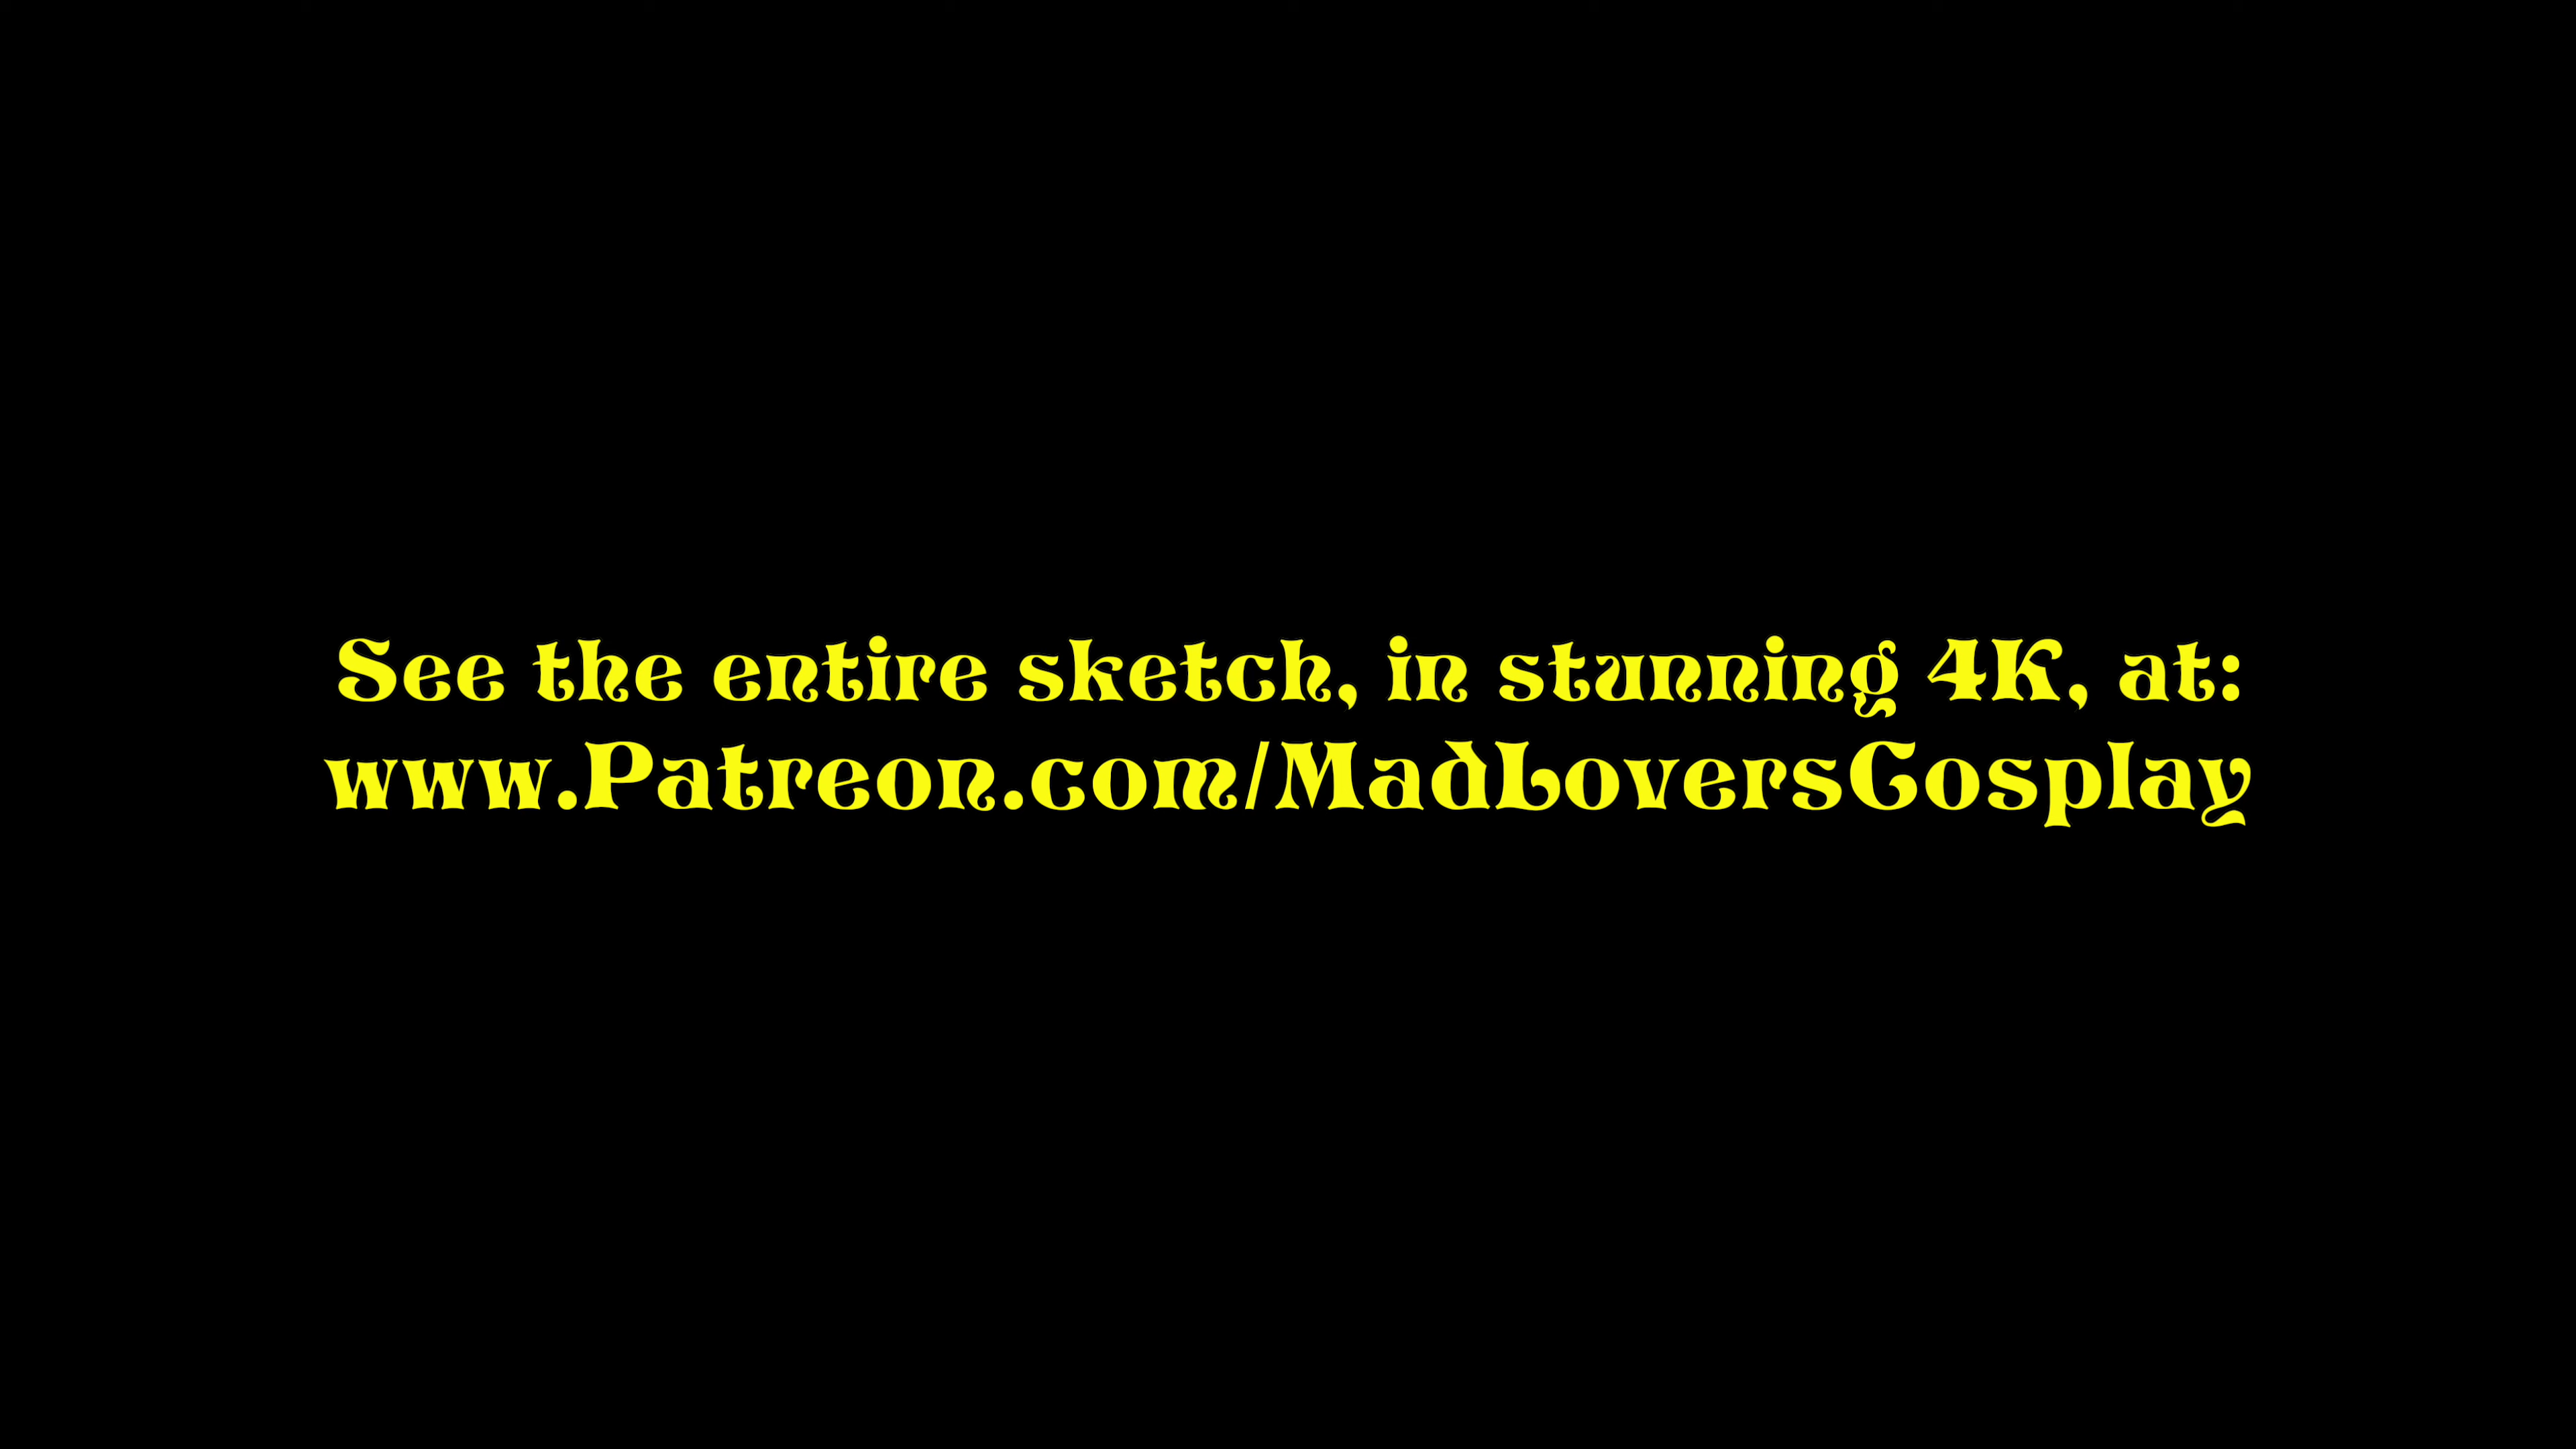 See the entire sketch, in stunning 4K, at:
www.Patreon.com/MadLoversCosplay